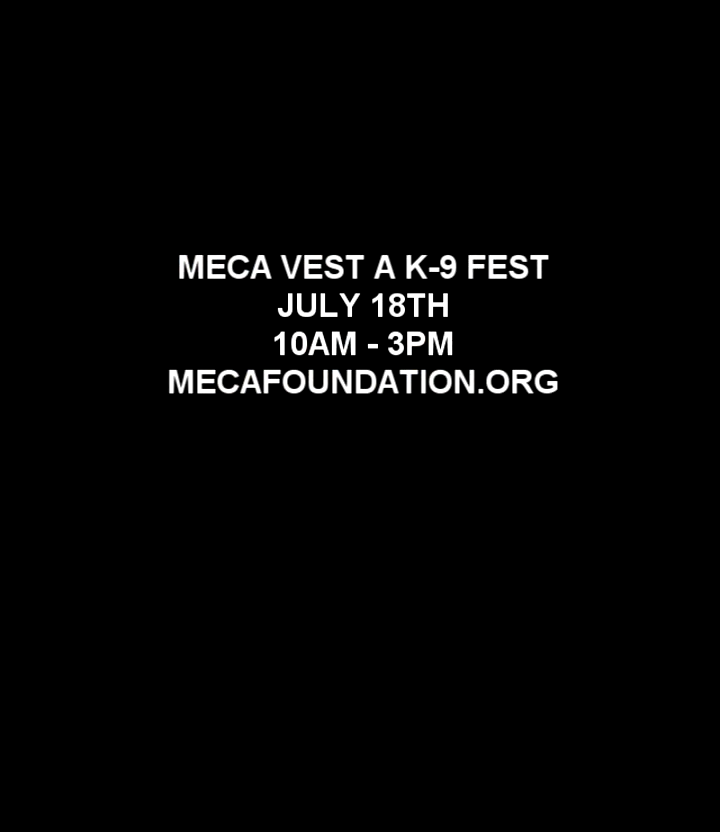 MECA VEST A K-9 FEST
JULY 18TH
10AM - 3PM
MECAFOUNDATION.ORG